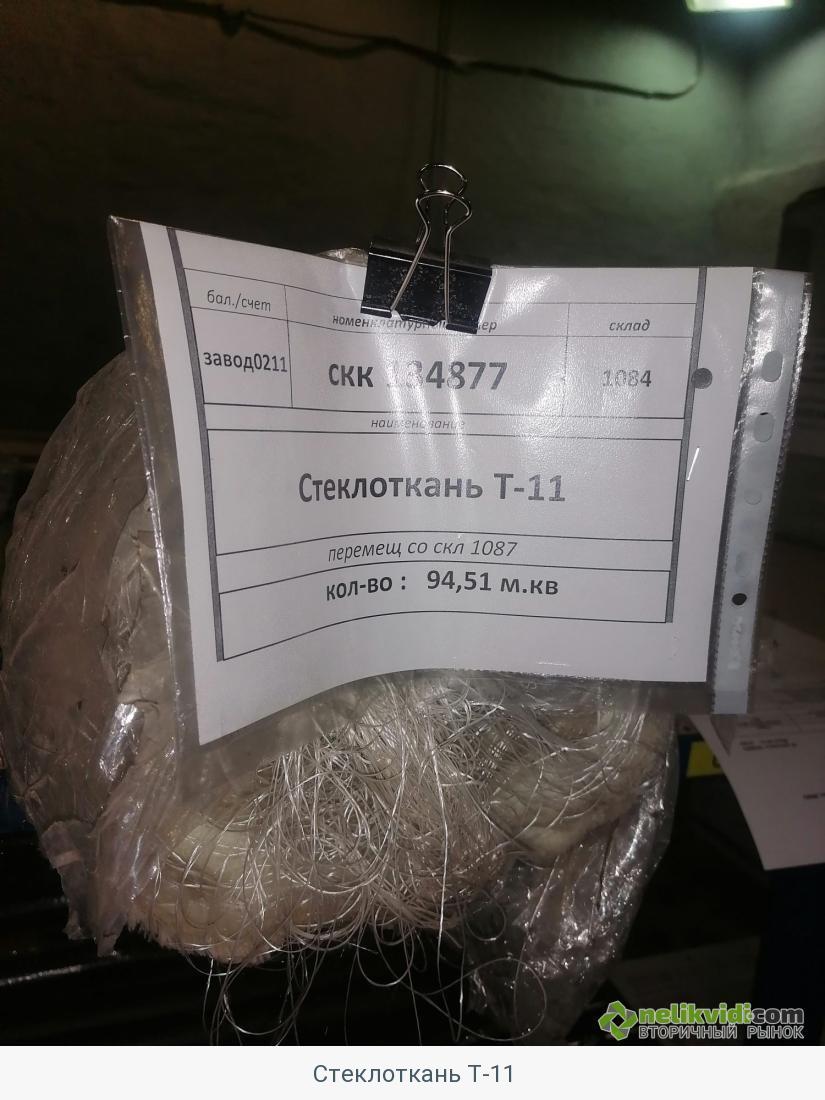 бал./счет
номенклатурный номер
склад
завод0211
скк 134877
1084
наименование
Стеклоткань Т-11
перемещ со скл 1087
кол-во : 94,51 м.кв
nelikvidi.com
ВТОРИЧНЫЙ РЫНОК
Стеклоткань Т-11